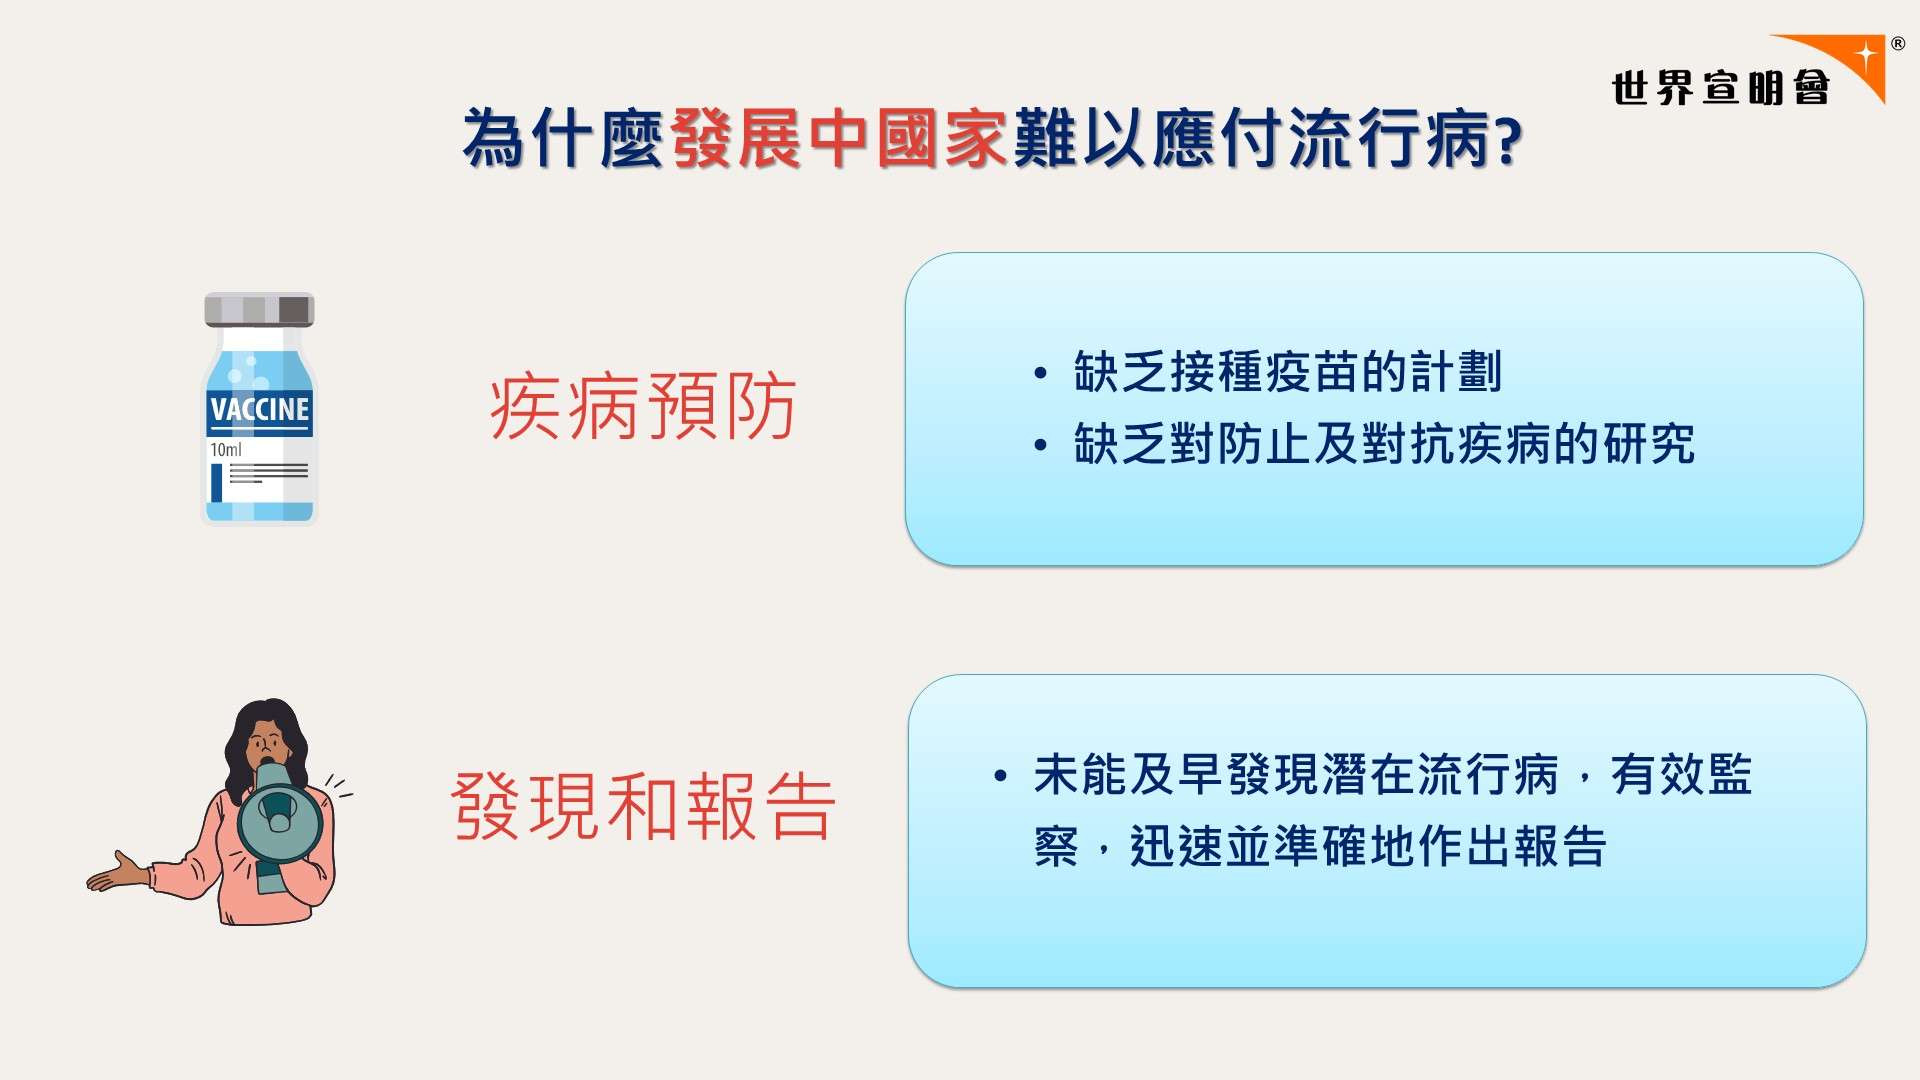 世界宣明會®
為什麼發展中國家難以應付流行病?
VACCINE
10ml
疾病預防
• 缺乏接種疫苗的計劃
• 缺乏對防止及對抗疾病的研究
發現和報告
• 未能及早發現潛在流行病，有效監
察，迅速並準確地作出報告